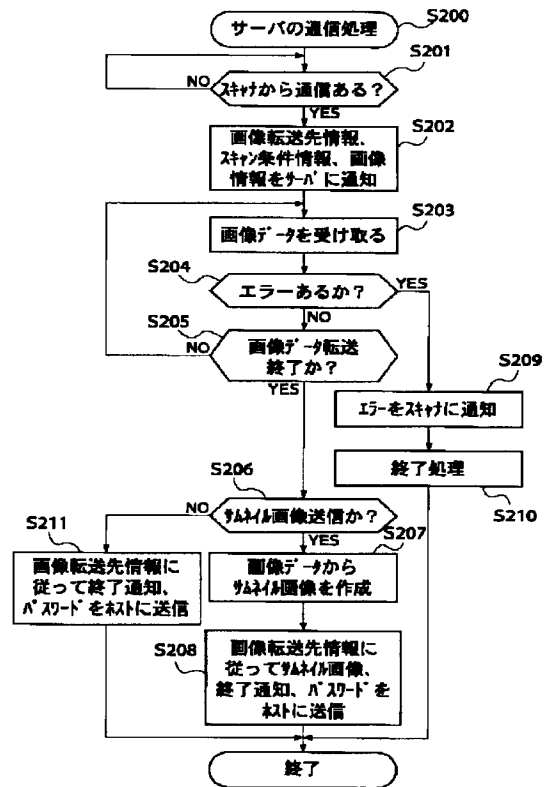 サーバの通信処理
S200
S201
NO
スキャナから通信ある?
YES
S202
画像転送先情報、
スキャン条件情報、画像
情報をサーバに通知
S203
画像データを受け取る
S204
エラーあるか?
YES
NO
S205
画像データ転送
終了か?
NO
YES
S209
エラーをスキャナに通知
終了処理
S210
S206
サムネイル画像送信か?
NO
YES
S207
画像データから
サムネイル画像を作成
S211
画像転送先情報に
従って終了通知、
パスワードをホストに送信
S208
画像転送先情報に
従ってサムネイル画像、
終了通知、パスワードを
ホストに送信
終了